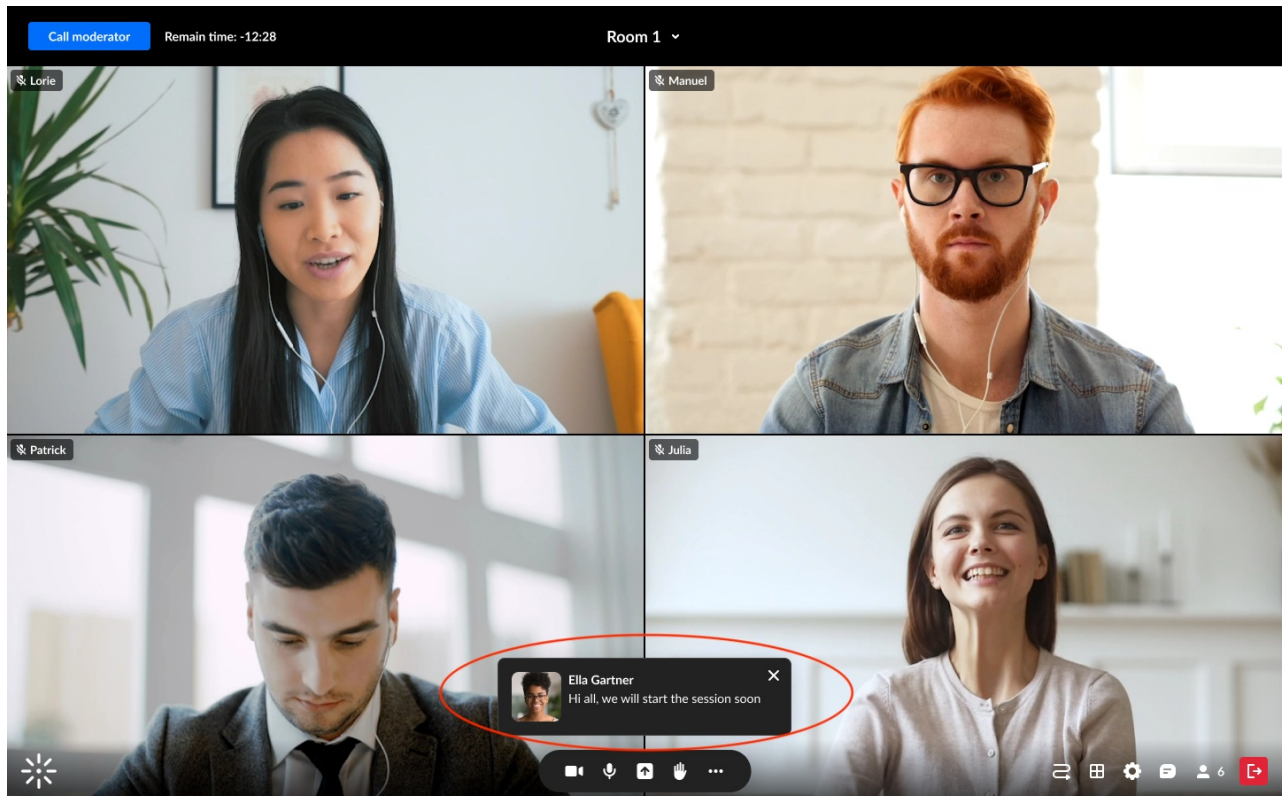 Call moderator
Remain time: -12:28
Room 1
Lorie
Manuel
Patrick
Julia
Ella Gartner
Hi all, we will start the session soon
6